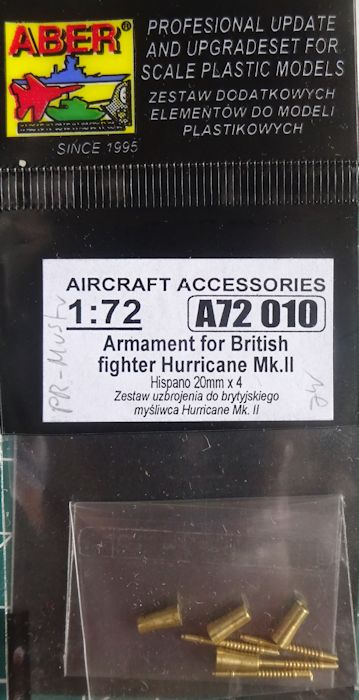 ABER
PROFESIONAL UPDATE
AND UPGRADESET FOR
SCALE PLASTIC MODELS
ZESTAW DODATKOWYCH
ELEMENTÓW DO MODELI
PLASTIKOWYCH
SINCE 1995
AIRCRAFT ACCESSORIES
1:72 A72 010
Armament for British
fighter Hurricane Mk.II
Hispano 20mm x 4
Zestaw uzbrojenia do brytyjskiego
myśliwca Hurricane Mk. II